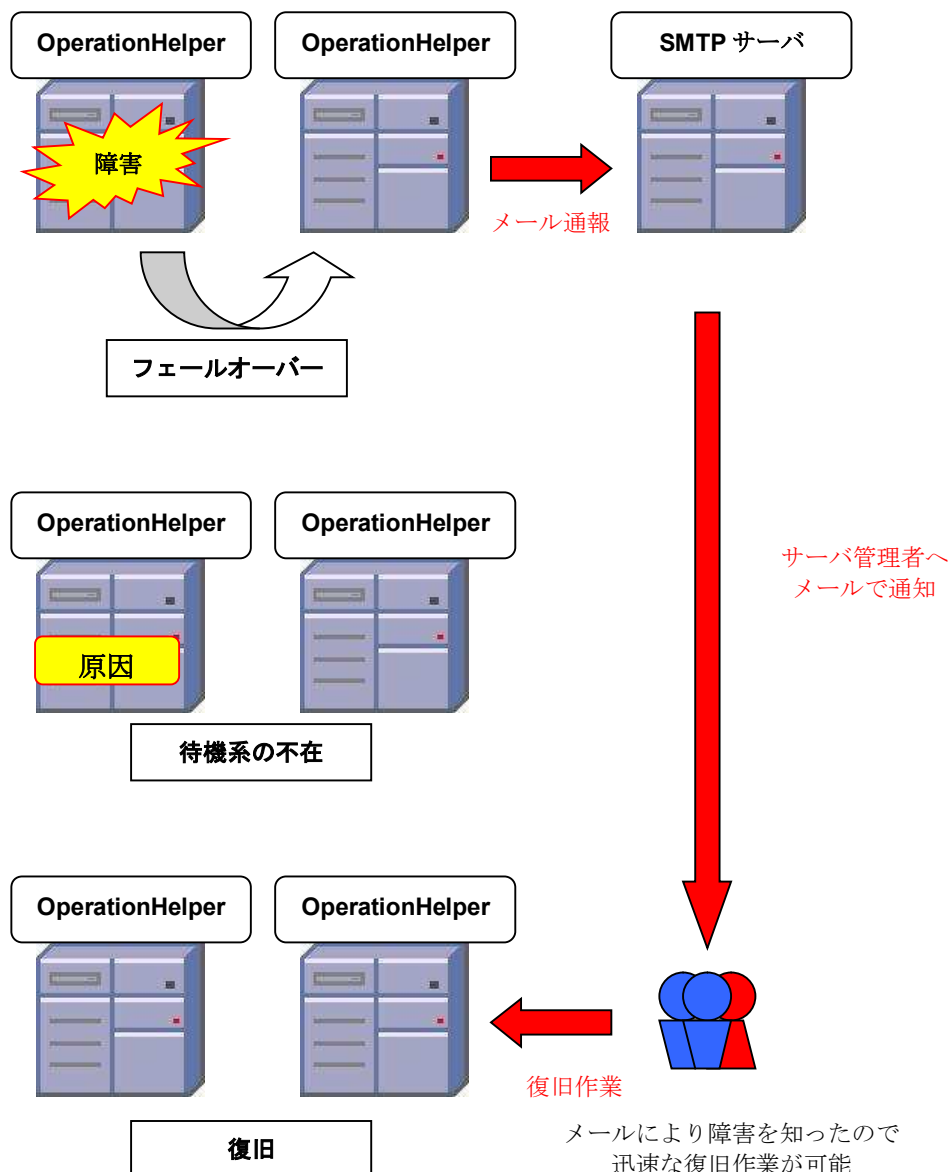 OperationHelper
OperationHelper
SMTP サーバ
障害
メール通報
フェールオーバー
OperationHelper
OperationHelper
サーバ管理者へ
メールで通知
原因
待機系の不在
OperationHelper
OperationHelper
復旧作業
復旧
メールにより障害を知ったので
迅速な復旧作業が可能